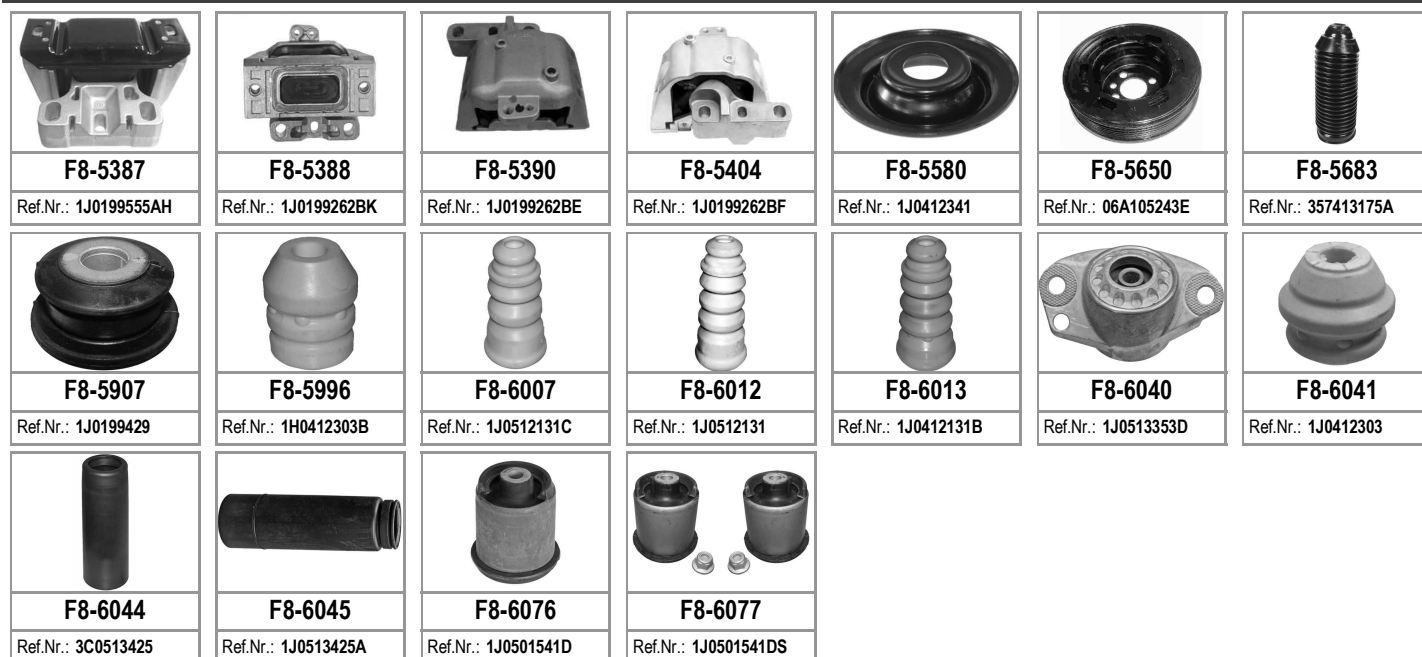 F8-5387
F8-5388
F8-5390
F8-5404
F8-5580
F8-5650
F8-5683
Ref.Nr.: 1J0199555AH
Ref.Nr.: 1J0199262BK
Ref.Nr.: 1J0199262BE
Ref.Nr.: 1J0199262BF
Ref.Nr.: 1J0412341
Ref.Nr.: 06A105243E
Ref.Nr.: 357413175A
F8-5907
F8-5996
F8-6007
F8-6012
F8-6013
F8-6040
F8-6041
Ref.Nr.: 1J0199429
Ref.Nr.: 1H0412303B
Ref.Nr.: 1J0512131C
Ref.Nr.: 1J0512131
Ref.Nr.: 1J0412131B
Ref.Nr.: 1J0513353D
Ref.Nr.: 1J0412303
F8-6044
F8-6045
F8-6076
F8-6077
Ref.Nr.: 3C0513425
Ref.Nr.: 1J0513425A
Ref.Nr.: 1J0501541D
Ref.Nr.: 1J0501541DS